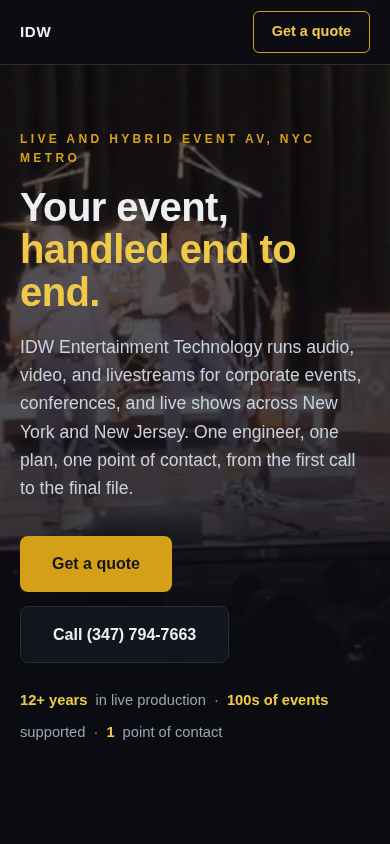 IDW
Get a quote
LIVE AND HYBRID EVENT AV, NYC
METRO
Your event,
handled end to
end.
IDW Entertainment Technology runs audio,
video, and livestreams for corporate events,
conferences, and live shows across New
York and New Jersey. One engineer, one
plan, one point of contact, from the first call
to the final file.
Get a quote
Call (347) 794-7663
12+ years in live production · 100s of events
supported · 1 point of contact